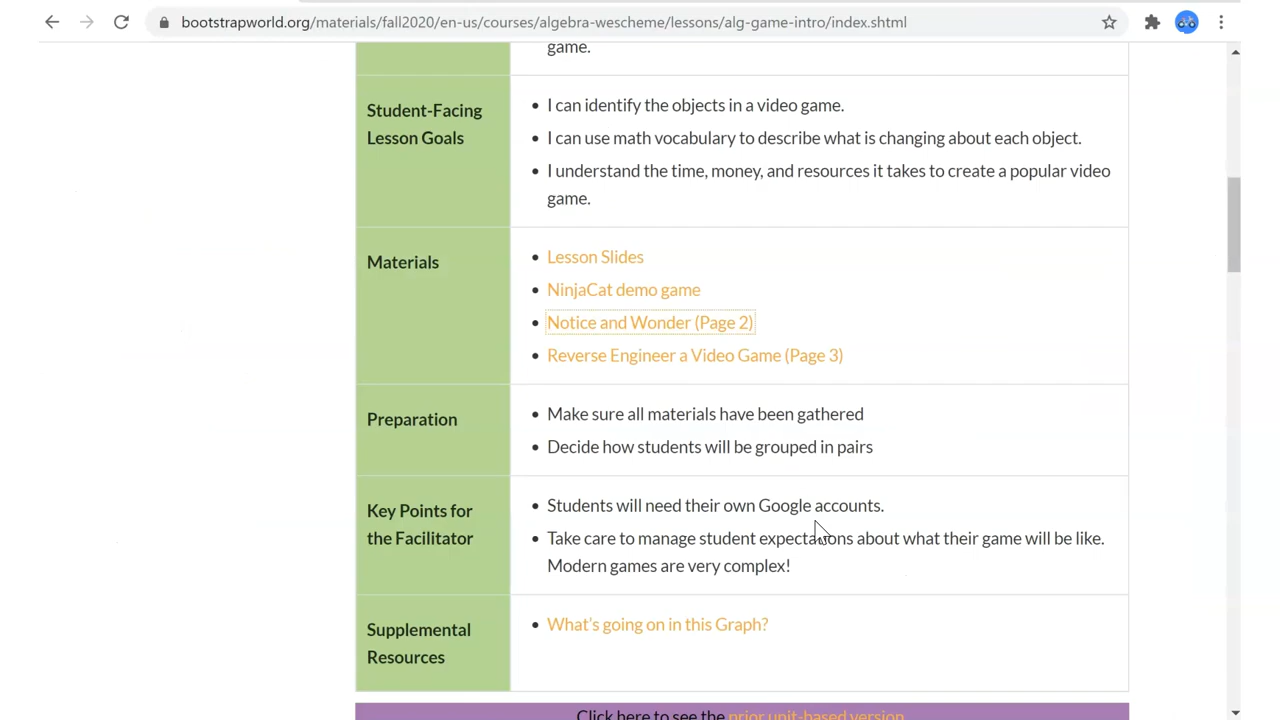 bootstrapworld.org/materials/fall2020/en-us/courses/algebra-wescheme/lessons/alg-game-intro/index.shtml
game.
Student-Facing
Lesson Goals
• I can identify the objects in a video game.
• I can use math vocabulary to describe what is changing about each object.
• I understand the time, money, and resources it takes to create a popular video
game.
Materials
• Lesson Slides
• NinjaCat demo game
• Notice and Wonder (Page 2)
• Reverse Engineer a Video Game (Page 3)
Preparation
• Make sure all materials have been gathered
• Decide how students will be grouped in pairs
Key Points for
the Facilitator
• Students will need their own Google accounts.
• Take care to manage student expectations about what their game will be like.
Modern games are very complex!
Supplemental
Resources
• What's going on in this Graph?
Click here to see the prior unit-based version